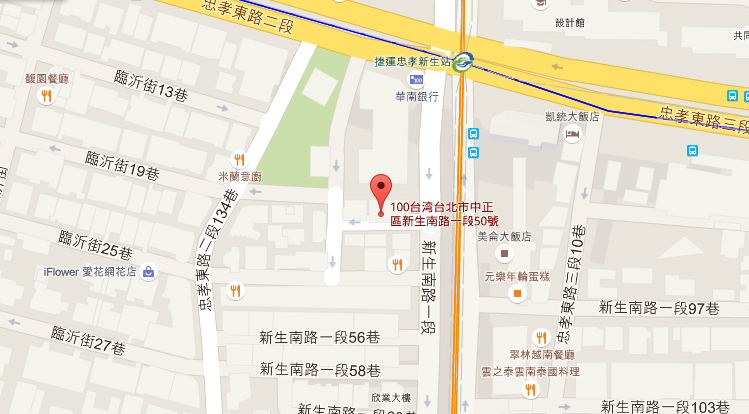 忠孝東路二段
設計館
共同
捷運忠孝新生站
馥園餐廳
臨沂街13巷
華南銀行
凱統大飯店
忠孝東路三段
臨沂街19巷
米蘭意廚
忠孝東路二段134巷
100台湾台北市中正
區新生南路一段50號
臨沂街25巷
iFlower 愛花網花店
新生南路一段
美侖大飯店
元樂年輪蛋糕
忠孝東路三段10巷
新生南路一段97巷
臨沂街27巷
新生南路一段56巷
新生南路一段58巷
翠林越南餐廳
雲之泰雲南泰國料理
欣業大樓
新生南路一段103巷